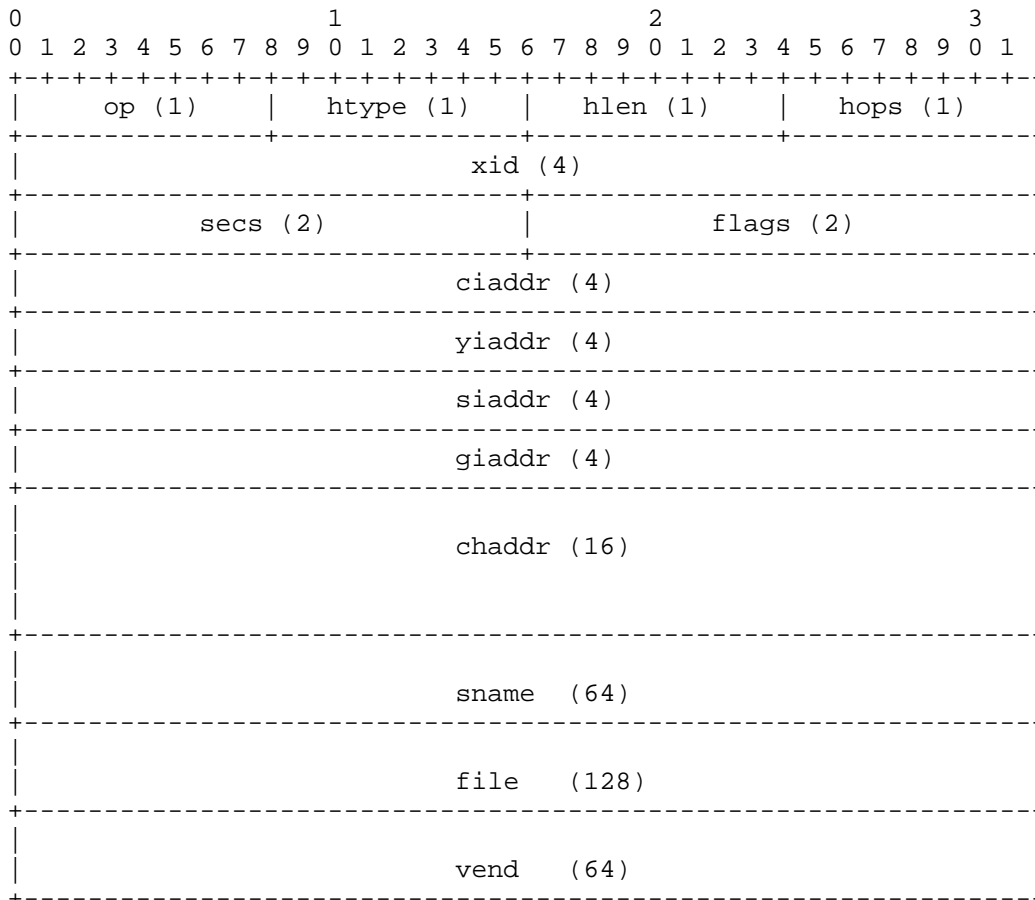 0                   1                   2                   3
0 1 2 3 4 5 6 7 8 9 0 1 2 3 4 5 6 7 8 9 0 1 2 3 4 5 6 7 8 9 0 1
+-+-+-+-+-+-+-+-+-+-+-+-+-+-+-+-+-+-+-+-+-+-+-+-+-+-+-+-+-+-+-+-
|     op (1)    |   htype (1)   |   hlen (1)    |   hops (1)
+---------------+---------------+---------------+----------------
|                            xid (4)
+-------------------------------+--------------------------------
|           secs (2)            |           flags (2)
+-------------------------------+--------------------------------
|                           ciaddr (4)
+----------------------------------------------------------------
|                           yiaddr (4)
+----------------------------------------------------------------
|                           siaddr (4)
+----------------------------------------------------------------
|                           giaddr (4)
+----------------------------------------------------------------
|
|                           chaddr (16)
|
|
+----------------------------------------------------------------
|
|                           sname  (64)
+----------------------------------------------------------------
|
|                           file   (128)
+----------------------------------------------------------------
|
|                           vend   (64)
+----------------------------------------------------------------